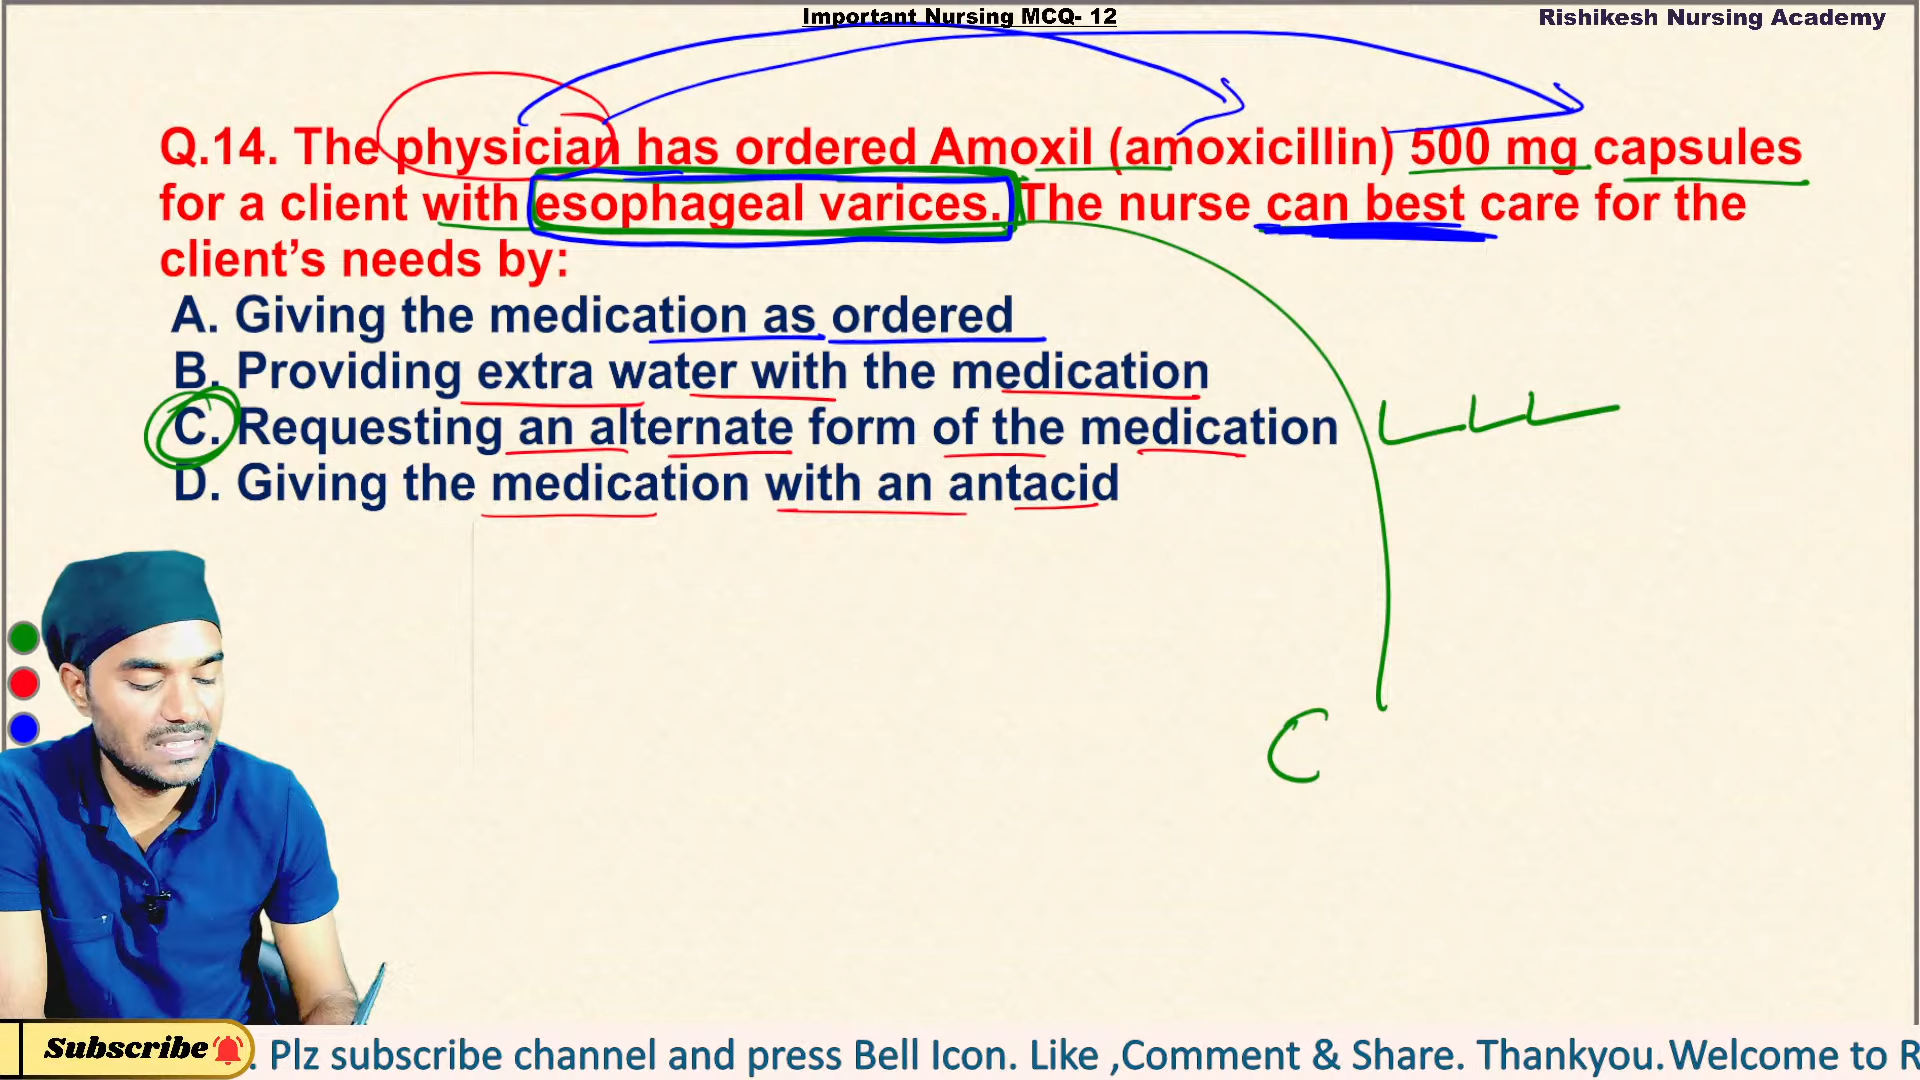 Important Nursing MCQ- 12
Rishikesh Nursing Academy
Q.14. The physician has ordered Amoxil (amoxicillin) 500 mg capsules
for a client with esophageal varices. The nurse can best care for the
client’s needs by:
A. Giving the medication as ordered
B. Providing extra water with the medication
C. Requesting an alternate form of the medication
D. Giving the medication with an antacid
C
Subscribe
. Plz subscribe channel and press Bell Icon. Like ,Comment & Share. Thankyou.Welcome to R